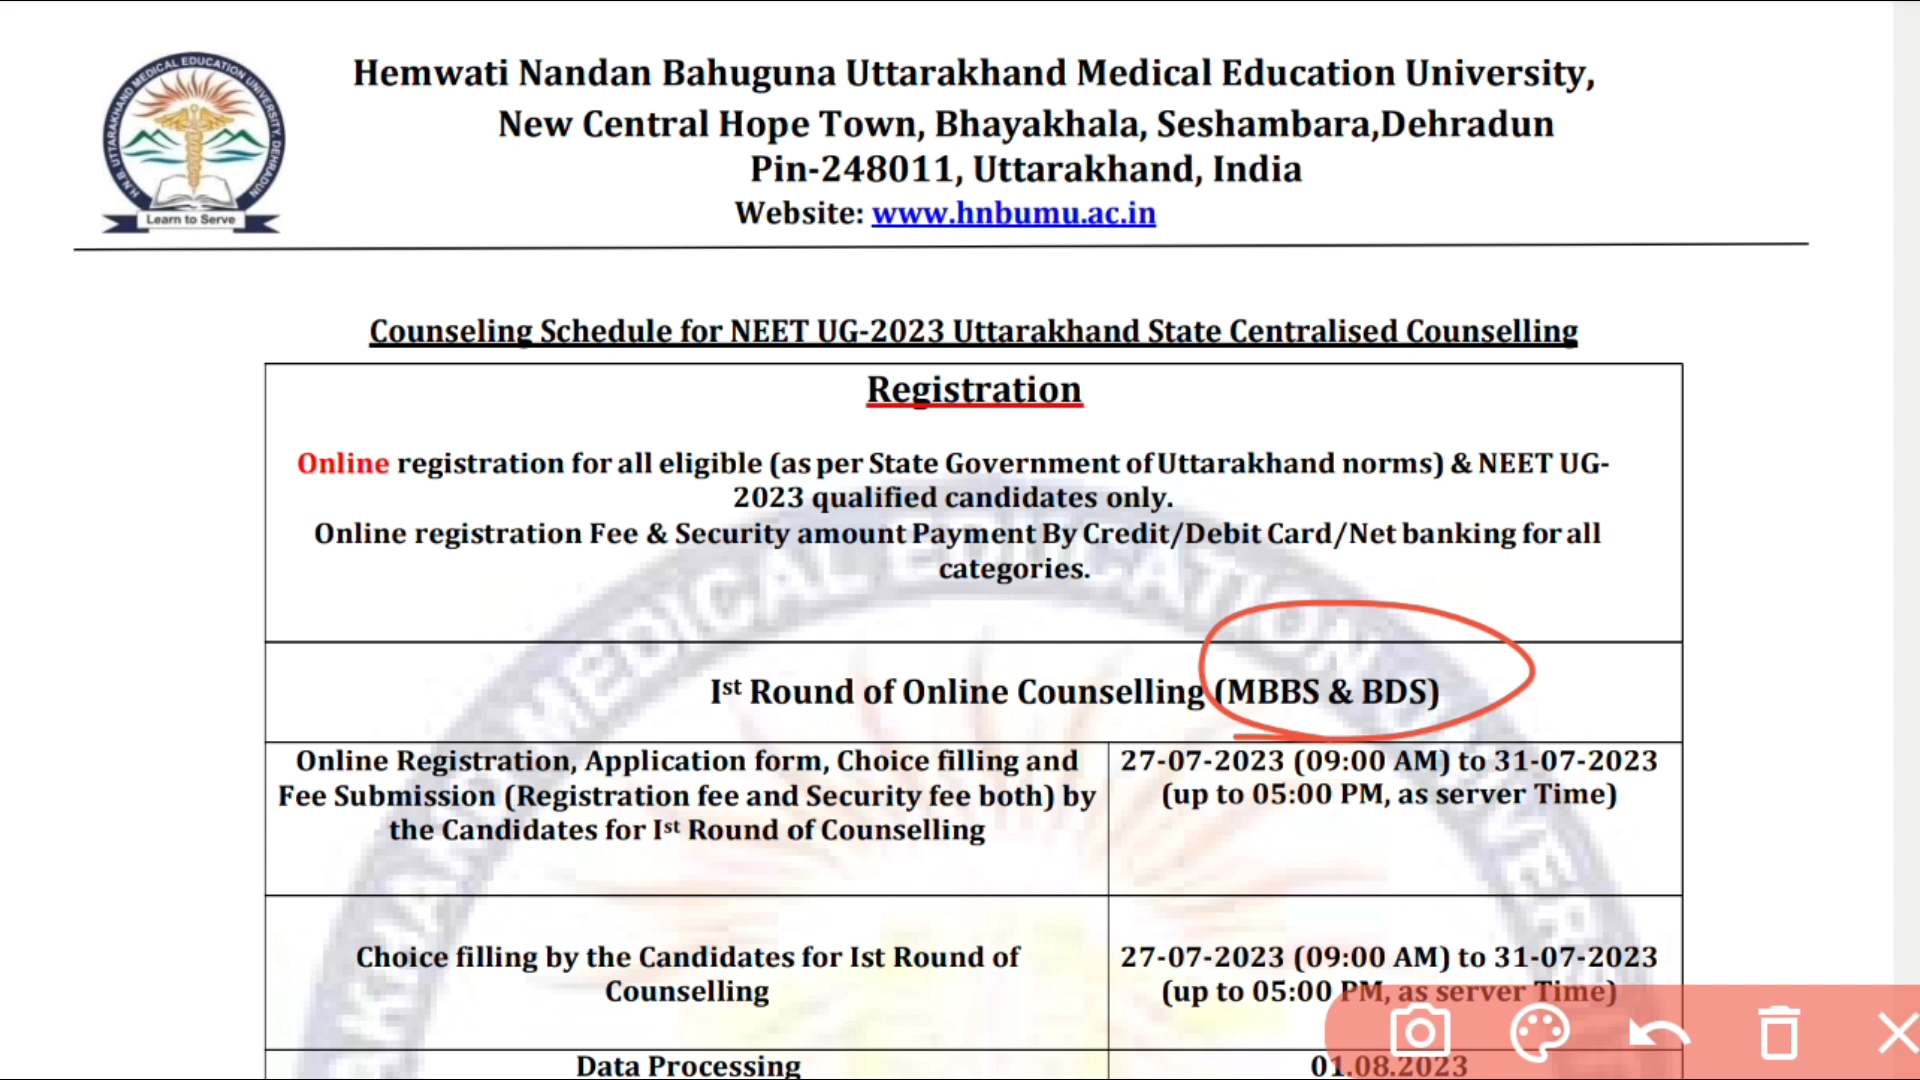 H.N.B. UTTARAKHAND MEDICAL EDUCATION UNIVERSITY, DEHRADUN
Learn to Serve
Hemwati Nandan Bahuguna Uttarakhand Medical Education University,
New Central Hope Town, Bhayakhala, Seshambara,Dehradun
Pin-248011, Uttarakhand, India
Website: www.hnbumu.ac.in
Counseling Schedule for NEET UG-2023 Uttarakhand State Centralised Counselling
Registration
Online registration for all eligible (as per State Government of Uttarakhand norms) & NEET UG-
2023 qualified candidates only.
Online registration Fee & Security amount Payment By Credit/Debit Card/Net banking for all
categories.
Ist Round of Online Counselling (MBBS & BDS)
Online Registration, Application form, Choice filling and
Fee Submission (Registration fee and Security fee both) by
the Candidates for Ist Round of Counselling
27-07-2023 (09:00 AM) to 31-07-2023
(up to 05:00 PM, as server Time)
Choice filling by the Candidates for Ist Round of
Counselling
27-07-2023 (09:00 AM) to 31-07-2023
(up to 05:00 PM, as server Time)
Data Processing
01.08.2023